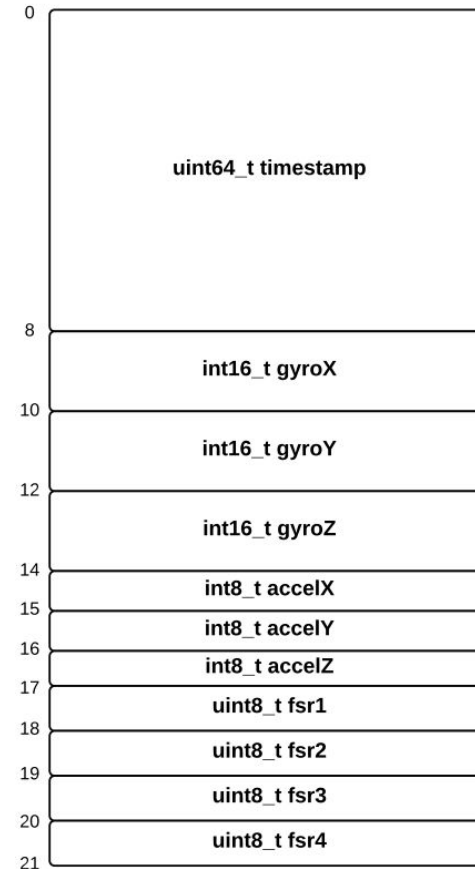 0
uint64_t timestamp
8
int16_t gyroX
10
int16_t gyroY
12
int16_t gyroZ
14
int8_t accelX
15
int8_t accelY
16
int8_t accelZ
17
uint8_t fsr1
18
uint8_t fsr2
19
uint8_t fsr3
20
uint8_t fsr4
21